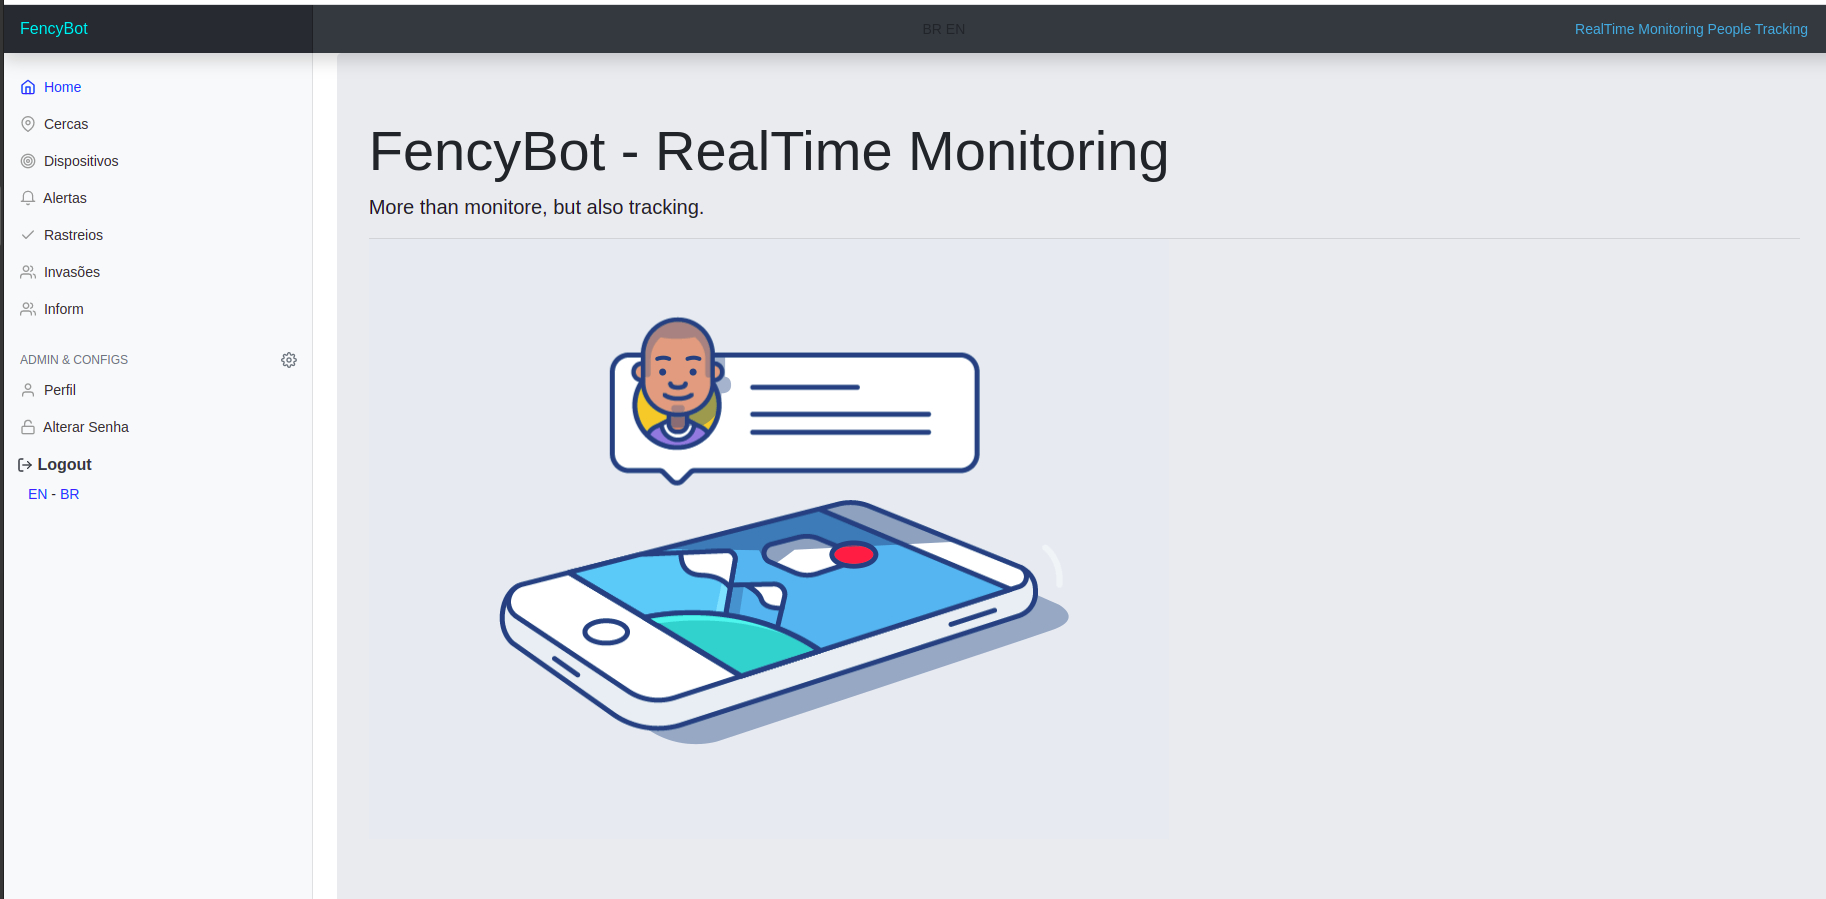 FencyBot
BR EN
RealTime Monitoring People Tracking
Home
Cercas
Dispositivos
Alertas
Rastreios
Invasões
Inform
ADMIN & CONFIGS
Perfil
Alterar Senha
Logout
EN - BR
FencyBot - RealTime Monitoring
More than monitore, but also tracking.